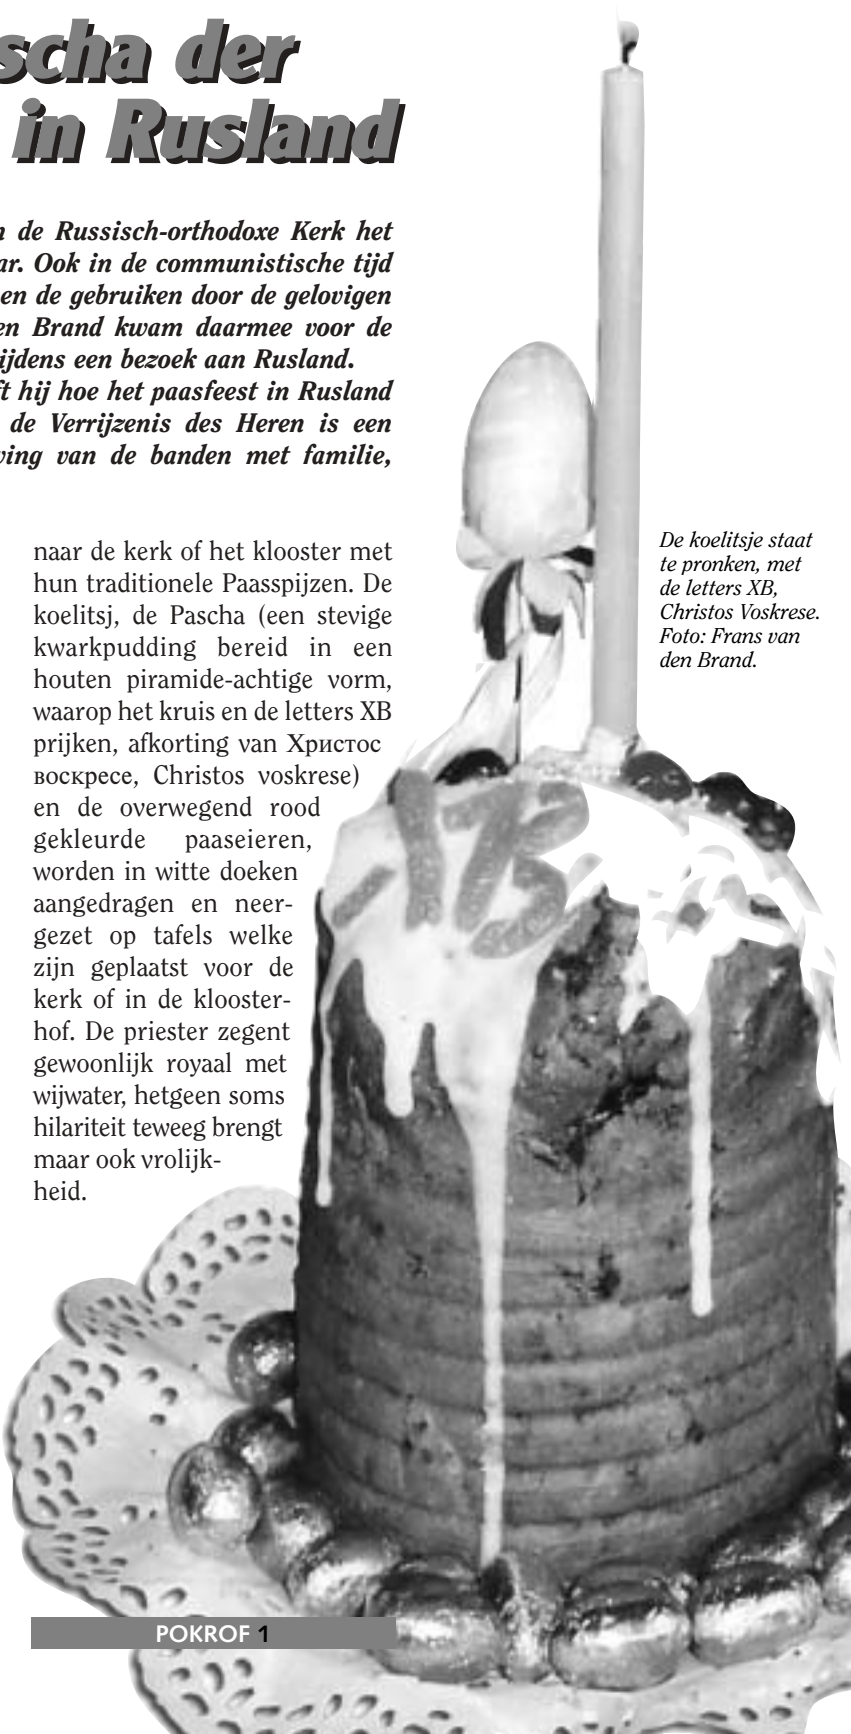 scha der
in Rusland
de Russisch-orthodoxe Kerk het
ar. Ook in de communistische tijd
en de gebruiken door de gelovigen
en Brand kwam daarmee voor de
ijdens een bezoek aan Rusland.
ft hij hoe het paasfeest in Rusland
de Verrijzenis des Heren is een
ving van de banden met familie,
naar de kerk of het klooster met
hun traditionele Paasspijzen. De
koelitsj, de Pascha (een stevige
kwarkpudding bereid in een
houten piramide-achtige vorm,
waarop het kruis en de letters XB
prijken, afkorting van Христос
воскресе, Christos voskrese)
en de overwegend rood
gekleurde paaseieren,
worden in witte doeken
aangedragen en neer-
gezet op tafels welke
zijn geplaatst voor de
kerk of in de klooster-
hof. De priester zegent
gewoonlijk royaal met
wijwater, hetgeen soms
hilariteit teweeg brengt
maar ook vrolijk-
heid.
De koelitsje staat
te pronken, met
de letters XB,
Christos Voskrese.
Foto: Frans van
den Brand.
XB
POKROF 1